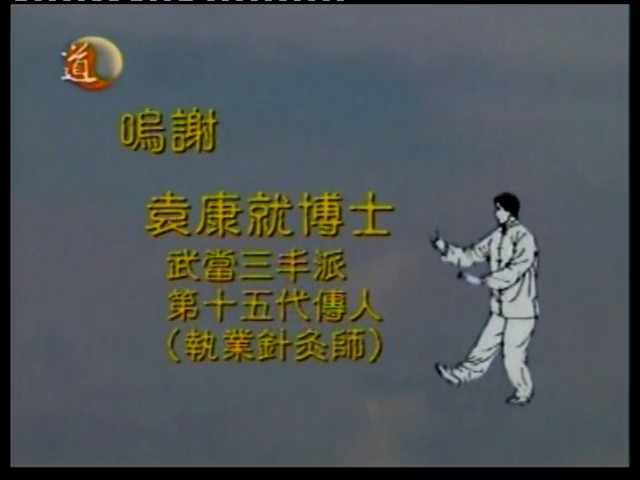 道
嗚謝
袁康就博士
武當三丰派
第十五代傳人
(執業針灸師)